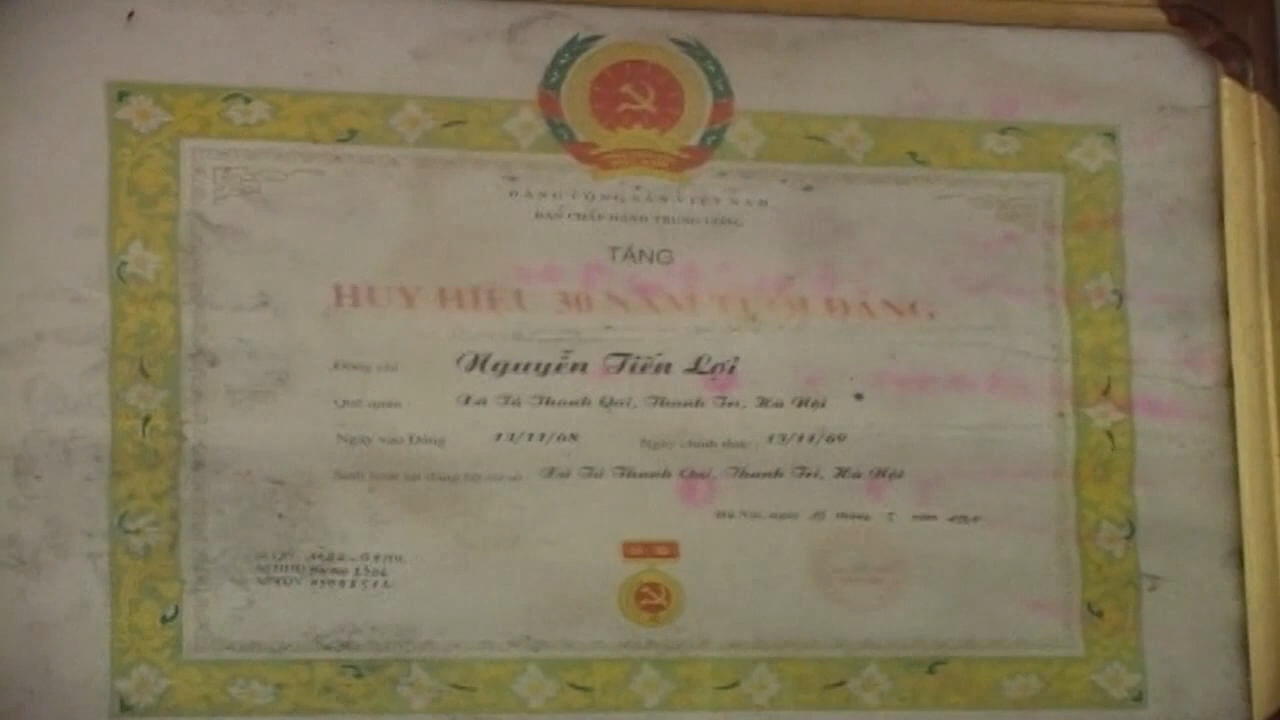 ĐẢNG CỘNG SẢN VIỆT NAM
BAN CHẤP HÀNH TRUNG ƯƠNG
TẶNG
HUY HIỆU 30 NĂM TUỔI ĐẢNG
Đồng chí Nguyễn Tiến Lợi
Quê quán Xã Tả Thanh Oai, Thanh Trì, Hà Nội
Ngày vào Đảng 13/11/68 Ngày chính thức 13/11/69
Sinh hoạt tại đảng bộ cơ sở Xã Tả Thanh Oai, Thanh Trì, Hà Nội
Hà Nội, ngày tháng năm